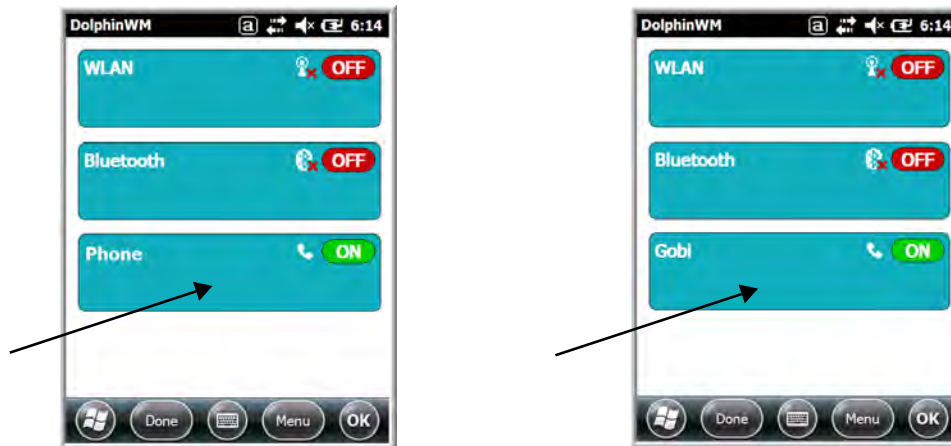 DolphinWM a 6:14
WLAN OFF
Bluetooth OFF
Phone ON
Done Menu OK
DolphinWM a 6:14
WLAN OFF
Bluetooth OFF
Gobi ON
Done Menu OK